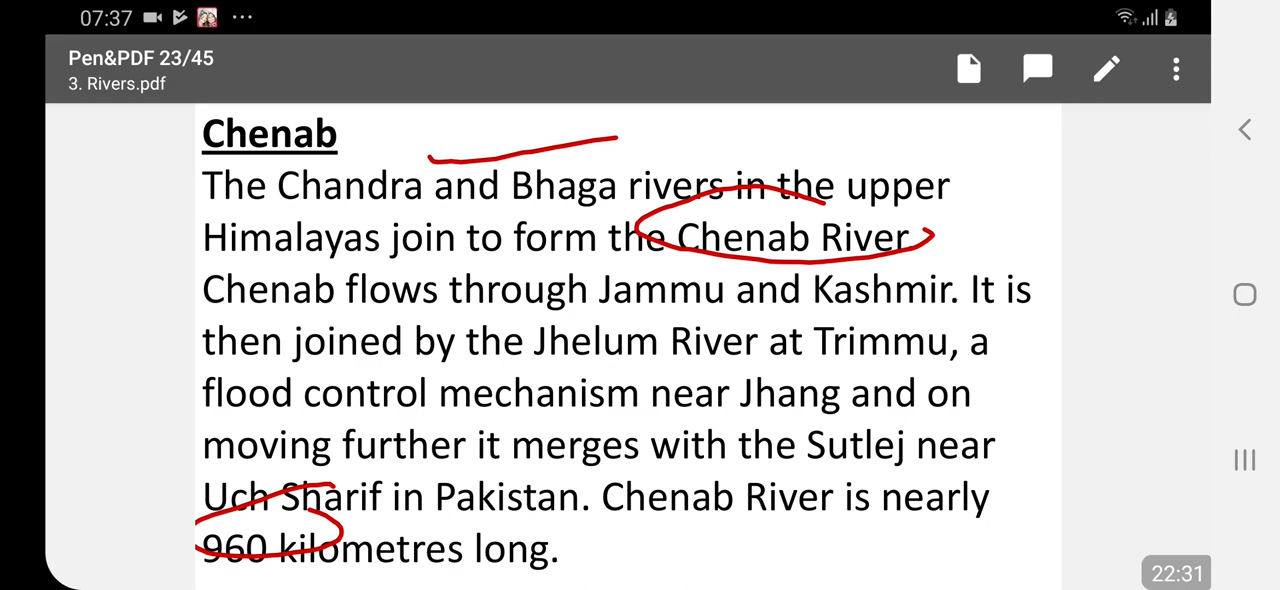 07:37
Pen&PDF 23/45
3. Rivers.pdf
Chenab
The Chandra and Bhaga rivers in the upper
Himalayas join to form the Chenab River
Chenab flows through Jammu and Kashmir. It is
then joined by the Jhelum River at Trimmu, a
flood control mechanism near Jhang and on
moving further it merges with the Sutlej near
Uch Sharif in Pakistan. Chenab River is nearly
960 kilometres long.
22:31